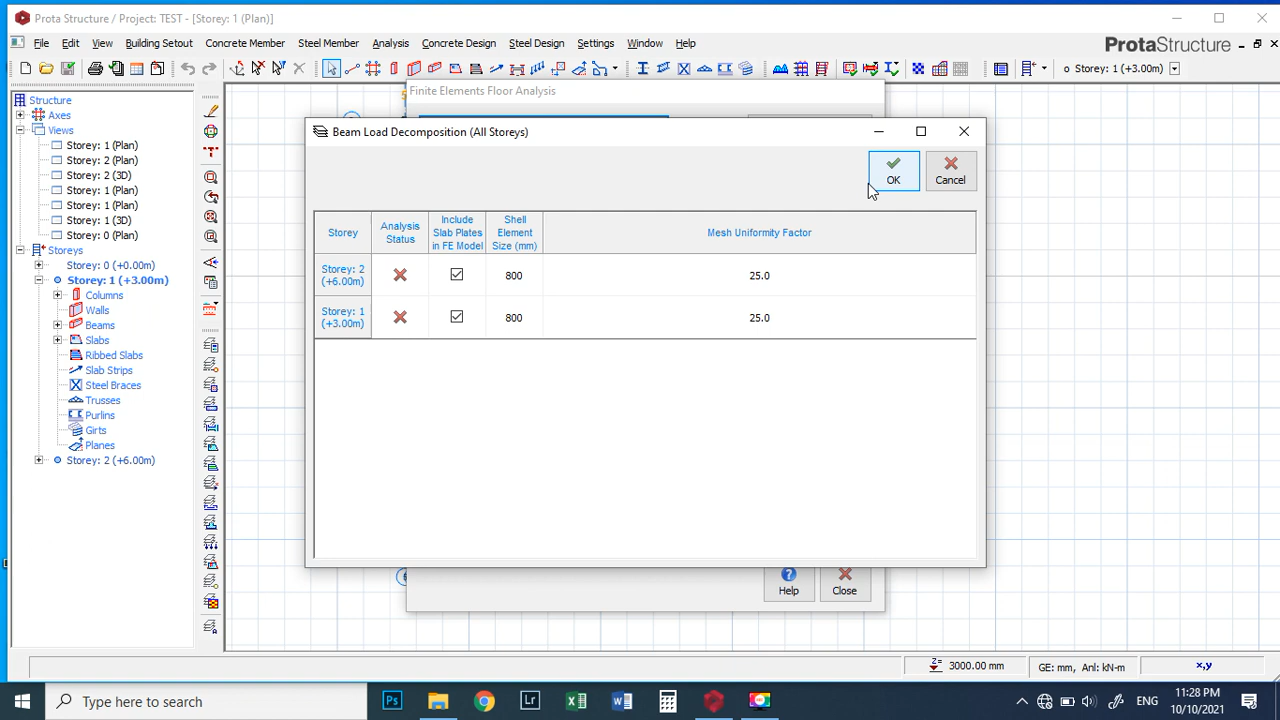 Prota Structure / Project: TEST - [Storey: 1 (Plan)]
File Edit View Building Setout Concrete Member Steel Member Analysis Concrete Design Steel Design Settings Window Help
ProtaStructure
Storey: 1 (+3.00m)
Structure
Axes
Views
Storey: 1 (Plan)
Storey: 2 (Plan)
Storey: 2 (3D)
Storey: 1 (Plan)
Storey: 1 (Plan)
Storey: 1 (3D)
Storey: 0 (Plan)
Storeys
Storey: 0 (+0.00m)
Storey: 1 (+3.00m)
Columns
Walls
Beams
Slabs
Ribbed Slabs
Slab Strips
Steel Braces
Trusses
Purlins
Girts
Planes
Storey: 2 (+6.00m)
Finite Elements Floor Analysis
Beam Load Decomposition (All Storeys)
OK Cancel
Storey
Analysis
Status
Include
Slab Plates
in FE Model
Shell
Element
Size (mm)
Mesh Uniformity Factor
Storey: 2
(+6.00m)
800 25.0
Storey: 1
(+3.00m)
800 25.0
Help Close
Z=
3000.00 mm
GE: mm, Anl: kN-m
x,y
Type here to search
Ps
Lr
ENG
11:28 PM
10/10/2021